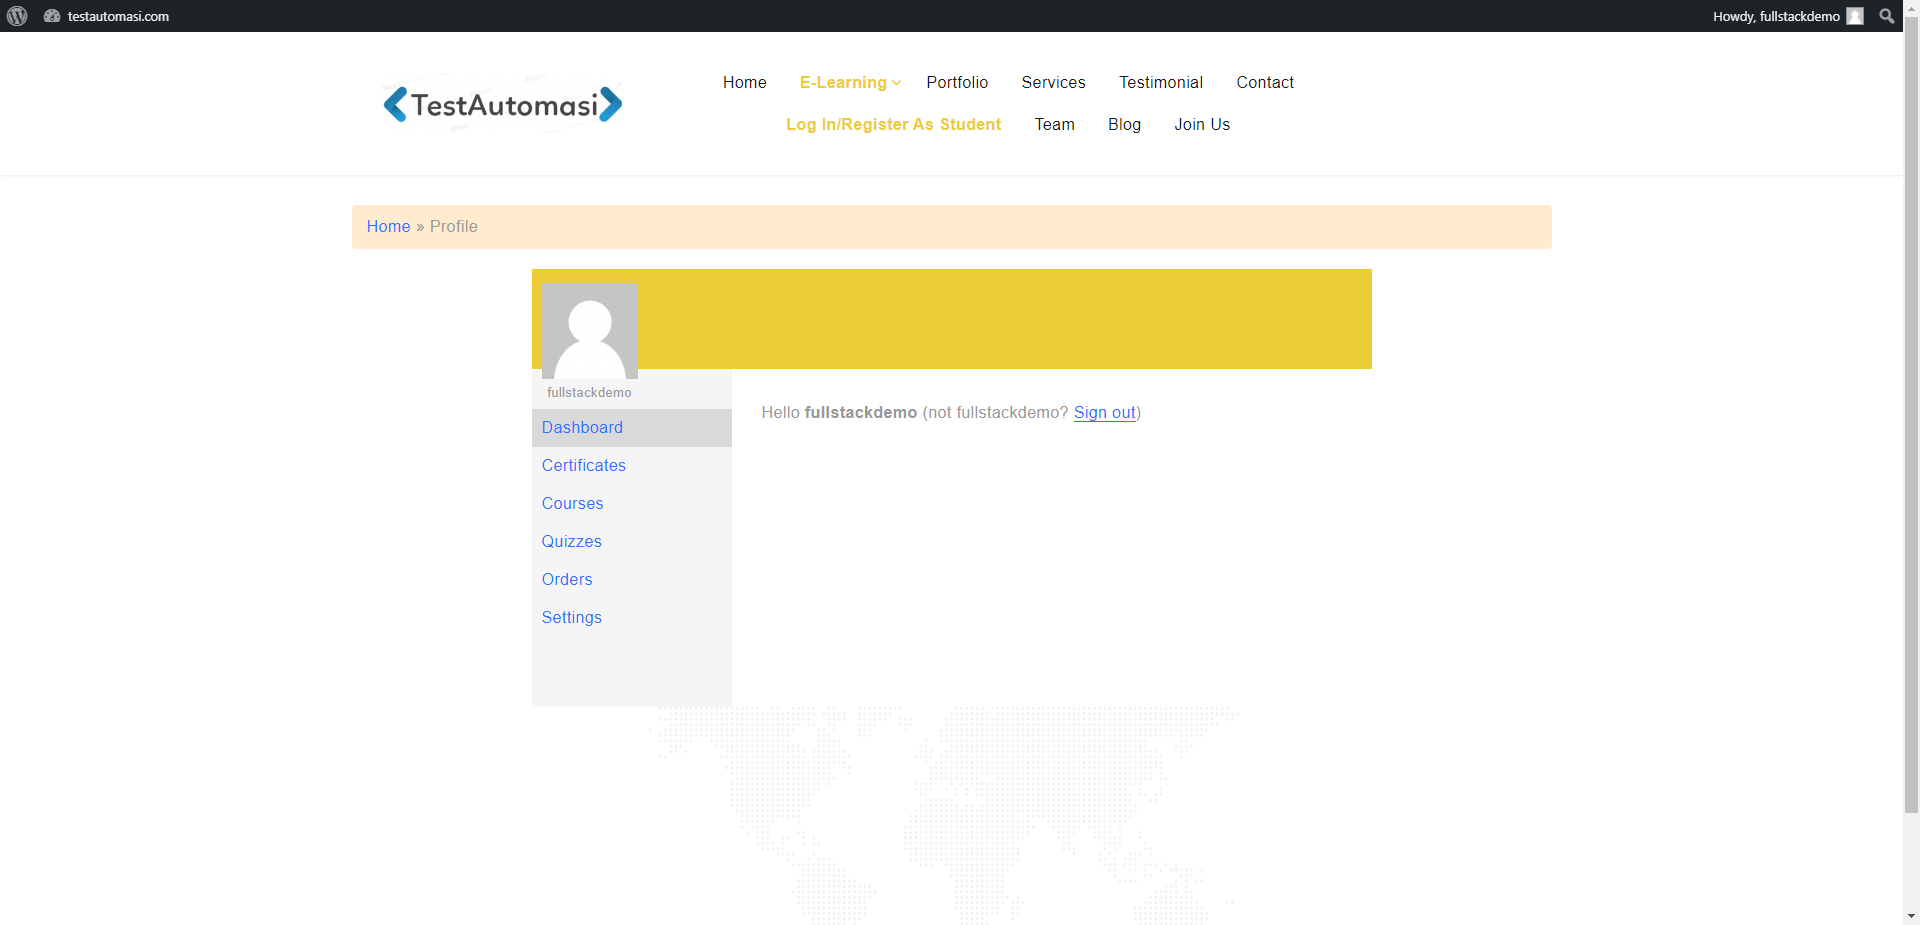 testautomasi.com
Howdy, fullstackdemo
TestAutomasi
Home E-Learning Portfolio Services Testimonial Contact
Log In/Register As Student Team Blog Join Us
Home » Profile
fullstackdemo
Hello fullstackdemo (not fullstackdemo? Sign out)
Dashboard
Certificates
Courses
Quizzes
Orders
Settings